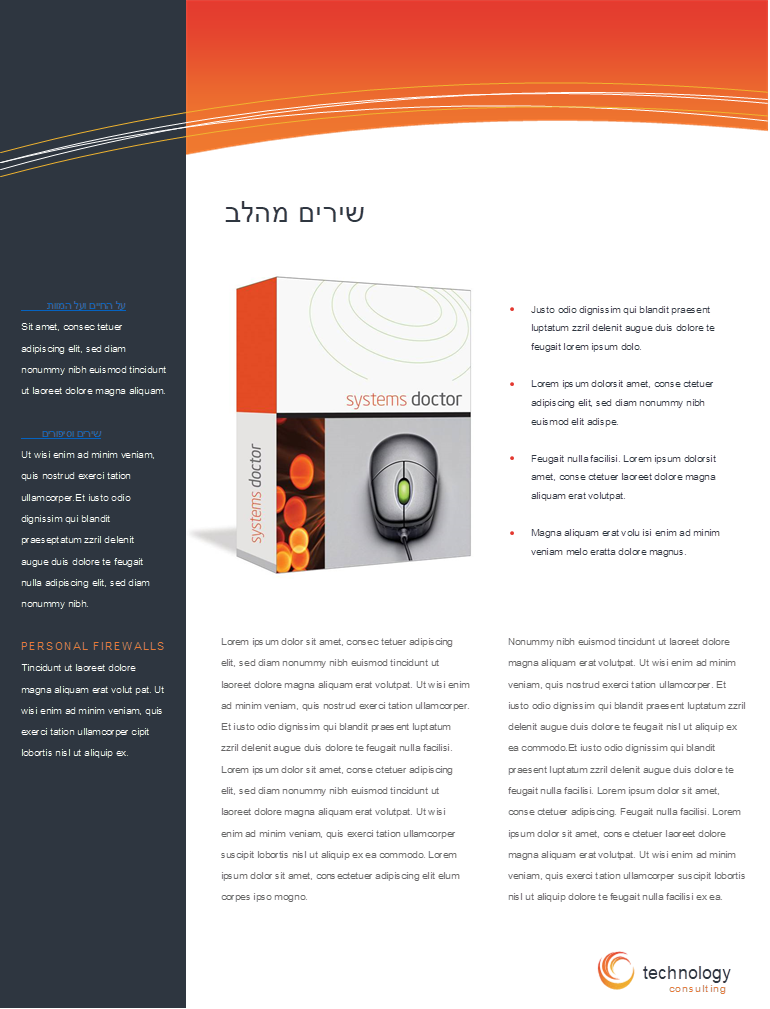 שירים מהלב
על החיים ועל המוות
Sit amet, consec tetuer
adipiscing elit, sed diam
nonummy nibh euismod tincidunt
ut laoreet dolore magna aliquam.
שירים וסיפורים
Ut wisi enim ad minim veniam,
quis nostrud exerci tation
ullamcorper.Et iusto odio
dignissim qui blandit
praeseptatum zzril delenit
augue duis dolore te feugait
nulla adipiscing elit, sed diam
nonummy nibh.
PERSONAL FIREWALLS
Tincidunt ut laoreet dolore
magna aliquam erat volut pat. Ut
wisi enim ad minim veniam, quis
exerci tation ullamcorper cipit
lobortis nisl ut aliquip ex.
systems doctor
systems doctor
• Justo odio dignissim qui blandit praesent
luptatum zzril delenit augue duis dolore te
feugait lorem ipsum dolo.
• Lorem ipsum dolorsit amet, conse ctetuer
adipiscing elit, sed diam nonummy nibh
euismod elit adispe.
• Feugait nulla facilisi. Lorem ipsum dolorsit
amet, conse ctetuer laoreet dolore magna
aliquam erat volutpat.
• Magna aliquam erat volu isi enim ad minim
veniam melo eratta dolore magnus.
Lorem ipsum dolor sit amet, consec tetuer adipiscing
elit, sed diam nonummy nibh euismod tincidunt ut
laoreet dolore magna aliquam erat volutpat. Ut wisi enim
ad minim veniam, quis nostrud exerci tation ullamcorper.
Et iusto odio dignissim qui blandit praesent luptatum
zzril delenit augue duis dolore te feugait nulla facilisi.
Lorem ipsum dolor sit amet, conse ctetuer adipiscing
elit, sed diam nonummy nibh euismod tincidunt ut
laoreet dolore magna aliquam erat volutpat. Ut wisi
enim ad minim veniam, quis exerci tation ullamcorper
suscipit lobortis nisl ut aliquip ex ea commodo. Lorem
ipsum dolor sit amet, consectetuer adipiscing elit elum
corpes ipso mogno.
Nonummy nibh euismod tincidunt ut laoreet dolore
magna aliquam erat volutpat. Ut wisi enim ad minim
veniam, quis nostrud exerci tation ullamcorper. Et
iusto odio dignissim qui blandit praesent luptatum zzril
delenit augue duis dolore te feugait nisl ut aliquip ex
ea commodo.Et iusto odio dignissim qui blandit
praesent luptatum zzril delenit augue duis dolore te
feugait nulla facilisi. Lorem ipsum dolor sit amet,
conse ctetuer adipiscing. Feugait nulla facilisi. Lorem
ipsum dolor sit amet, conse ctetuer laoreet dolore
magna aliquam erat volutpat. Ut wisi enim ad minim
veniam, quis exerci tation ullamcorper suscipit lobortis
nisl ut aliquip dolore te feugait nulla facilisi ex ea.
technology
consulting